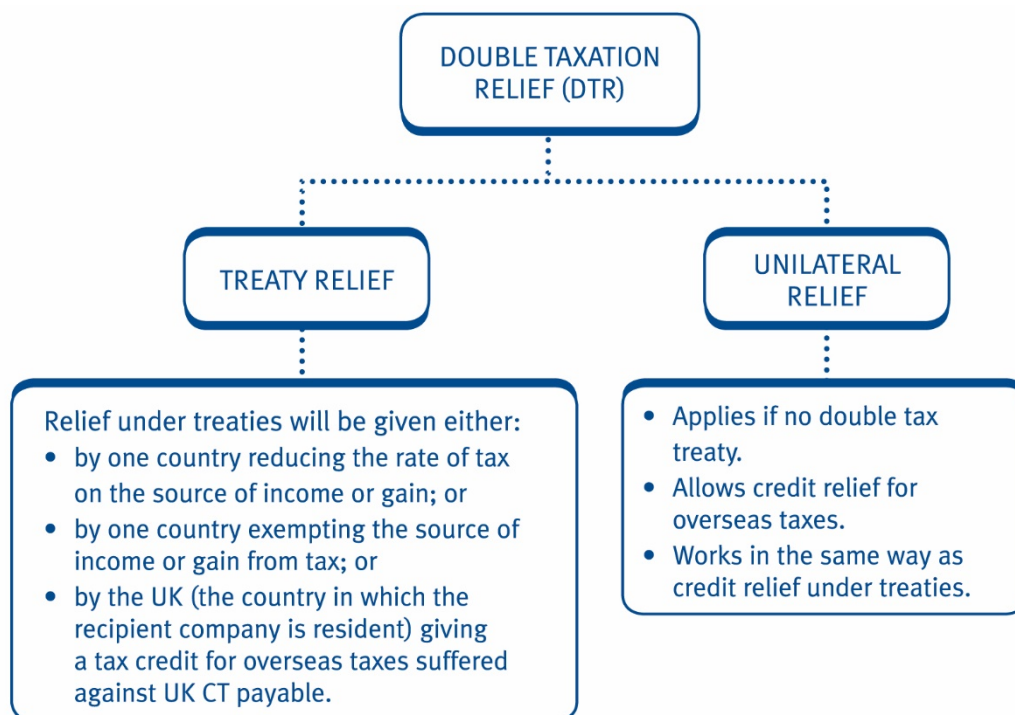 DOUBLE TAXATION
RELIEF (DTR)
TREATY RELIEF
UNILATERAL
RELIEF
Relief under treaties will be given either:
• by one country reducing the rate of tax
on the source of income or gain; or
• by one country exempting the source of
income or gain from tax; or
• by the UK (the country in which the
recipient company is resident) giving
a tax credit for overseas taxes suffered
against UK CT payable.
• Applies if no double tax
treaty.
• Allows credit relief for
overseas taxes.
• Works in the same way as
credit relief under treaties.